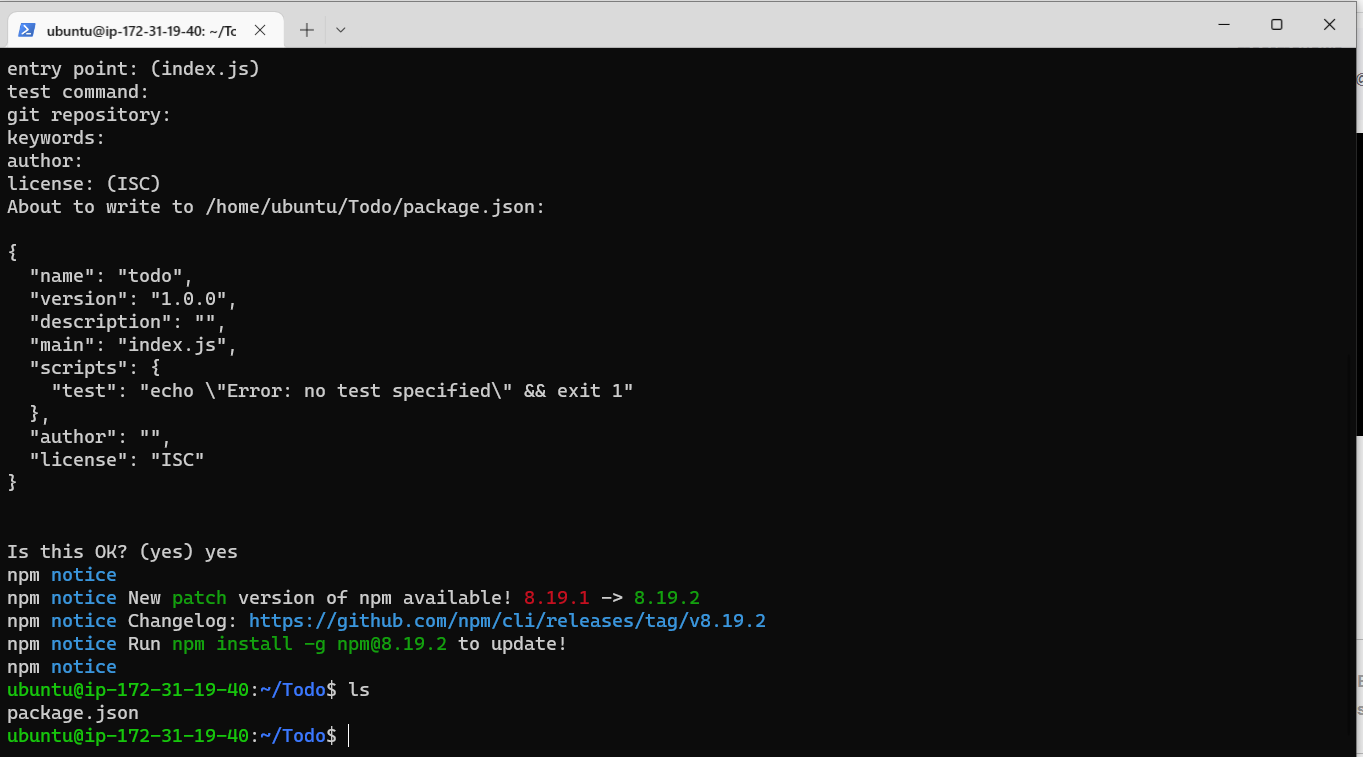 ubuntu@ip-172-31-19-40: ~/Tc
entry point: (index.js)
test command:
git repository:
keywords:
author:
license: (ISC)
About to write to /home/ubuntu/Todo/package.json:
{
  "name": "todo",
  "version": "1.0.0",
  "description": "",
  "main": "index.js",
  "scripts": {
    "test": "echo \"Error: no test specified\" && exit 1"
  },
  "author": "",
  "license": "ISC"
}
Is this OK? (yes) yes
npm notice
npm notice New patch version of npm available! 8.19.1 -> 8.19.2
npm notice Changelog: https://github.com/npm/cli/releases/tag/v8.19.2
npm notice Run npm install -g npm@8.19.2 to update!
npm notice
ubuntu@ip-172-31-19-40:~/Todo$ ls
package.json
ubuntu@ip-172-31-19-40:~/Todo$